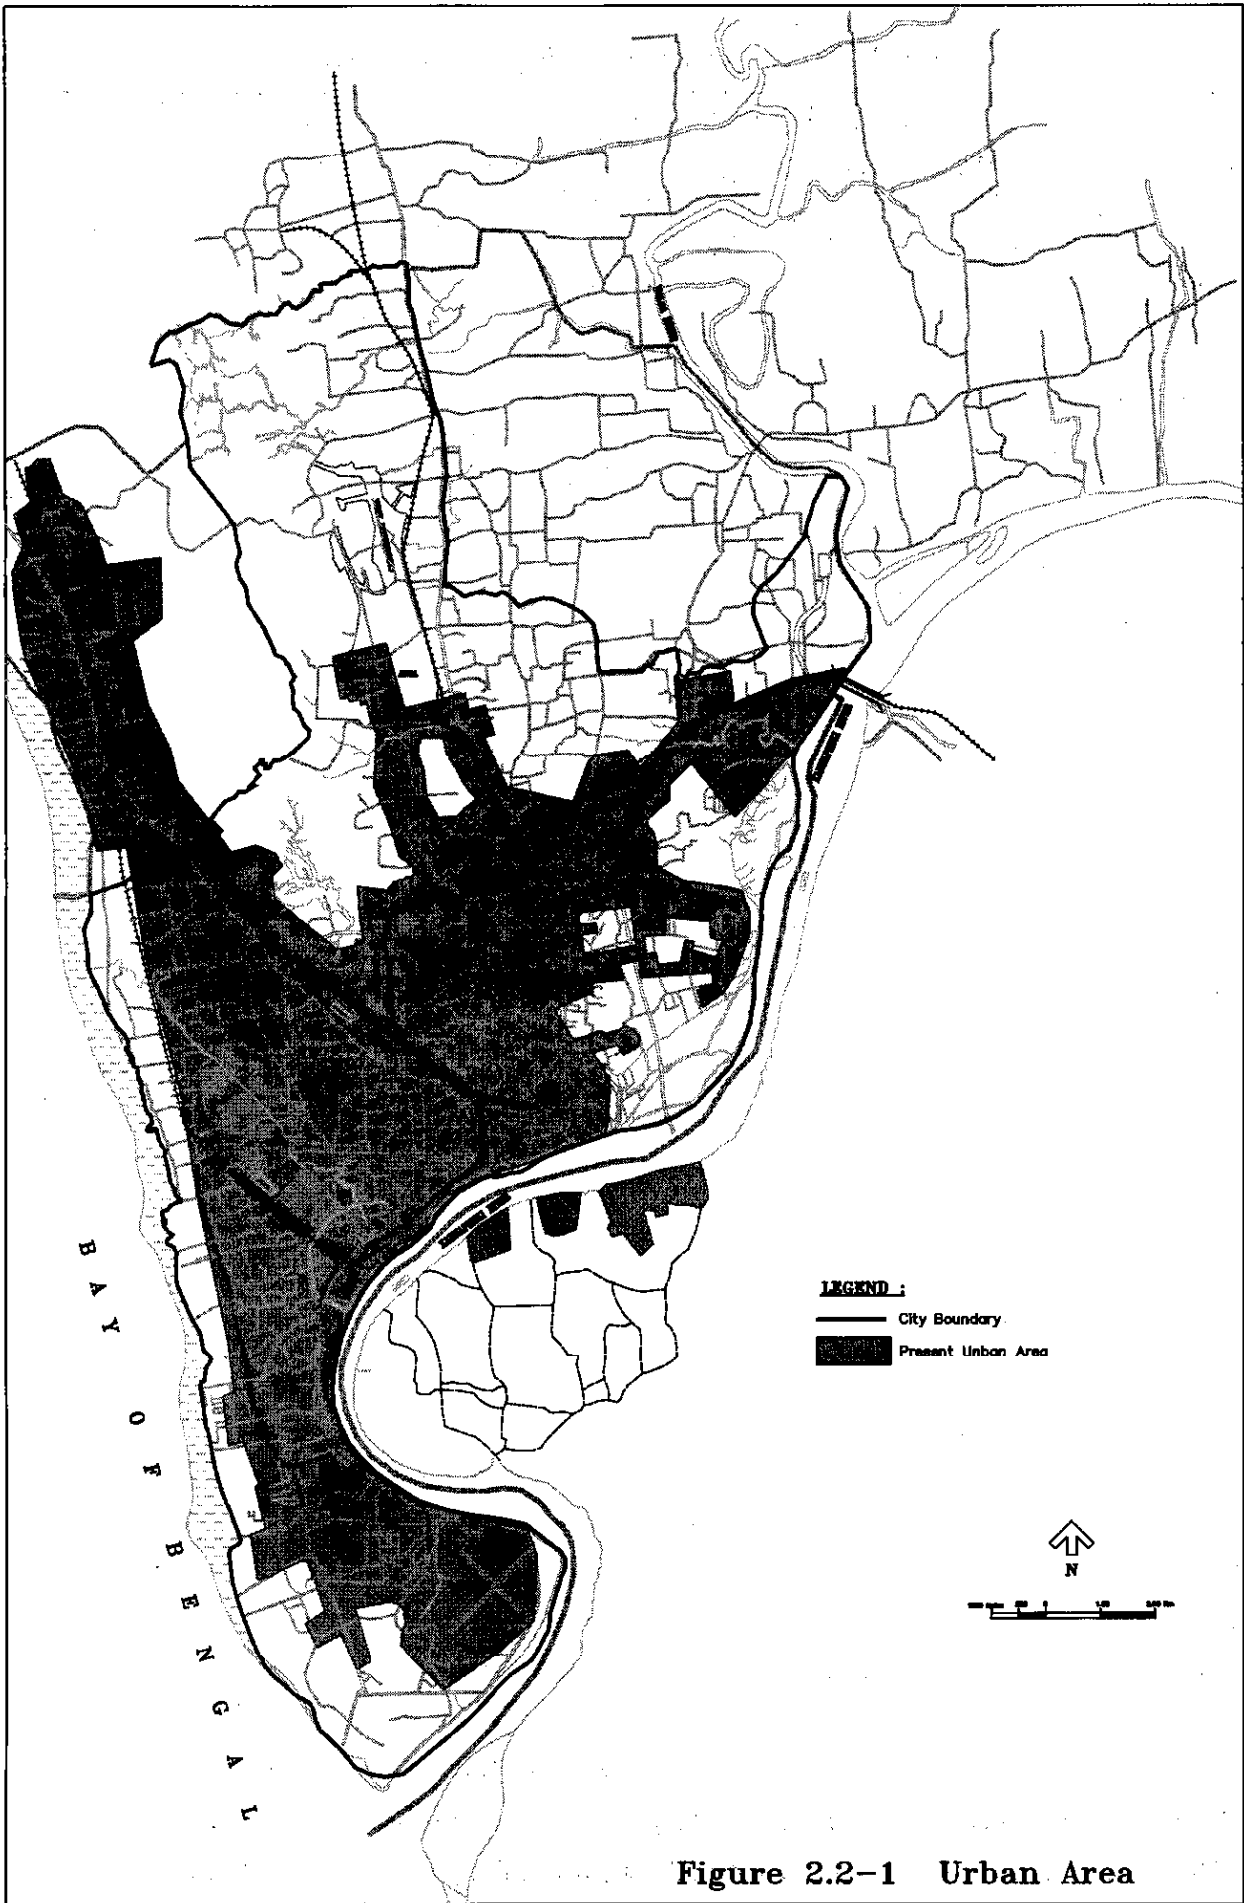 BAY OF BENGAL
LEGEND :
City Boundary
Present Urban Area
N
Figure 2.2-1 Urban Area